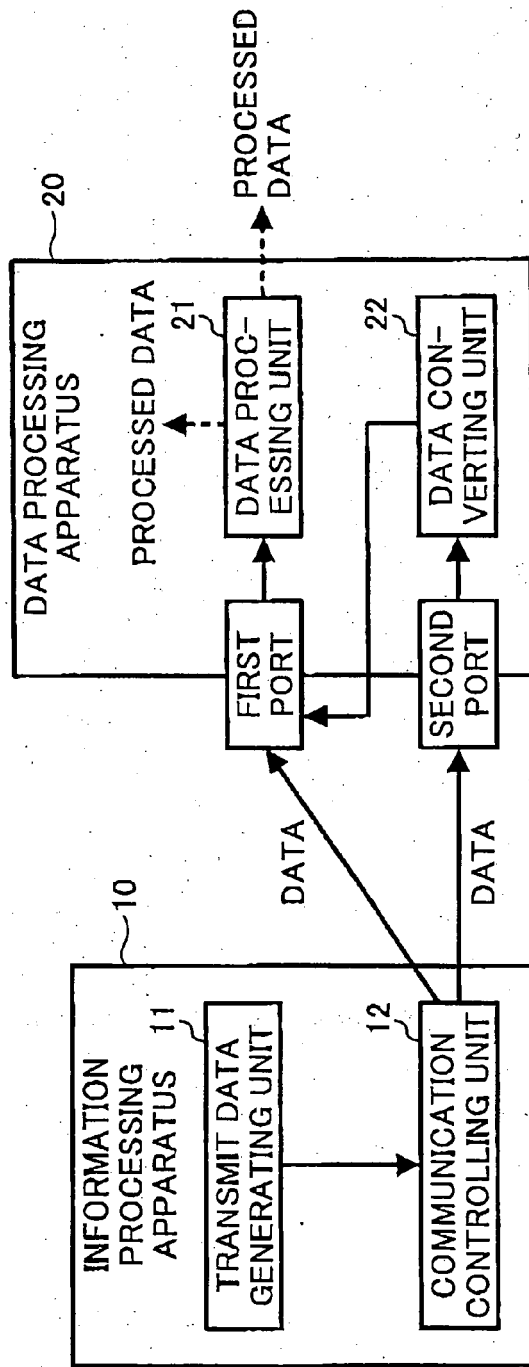 INFORMATION
PROCESSING
APPARATUS
10
11
TRANSMIT DATA
GENERATING UNIT
12
COMMUNICATION
CONTROLLING UNIT
DATA
DATA
DATA PROCESSING
APPARATUS
20
FIRST
PORT
SECOND
PORT
PROCESSED DATA
21
DATA PROC-
ESSING UNIT
22
DATA CON-
VERTING UNIT
PROCESSED
DATA